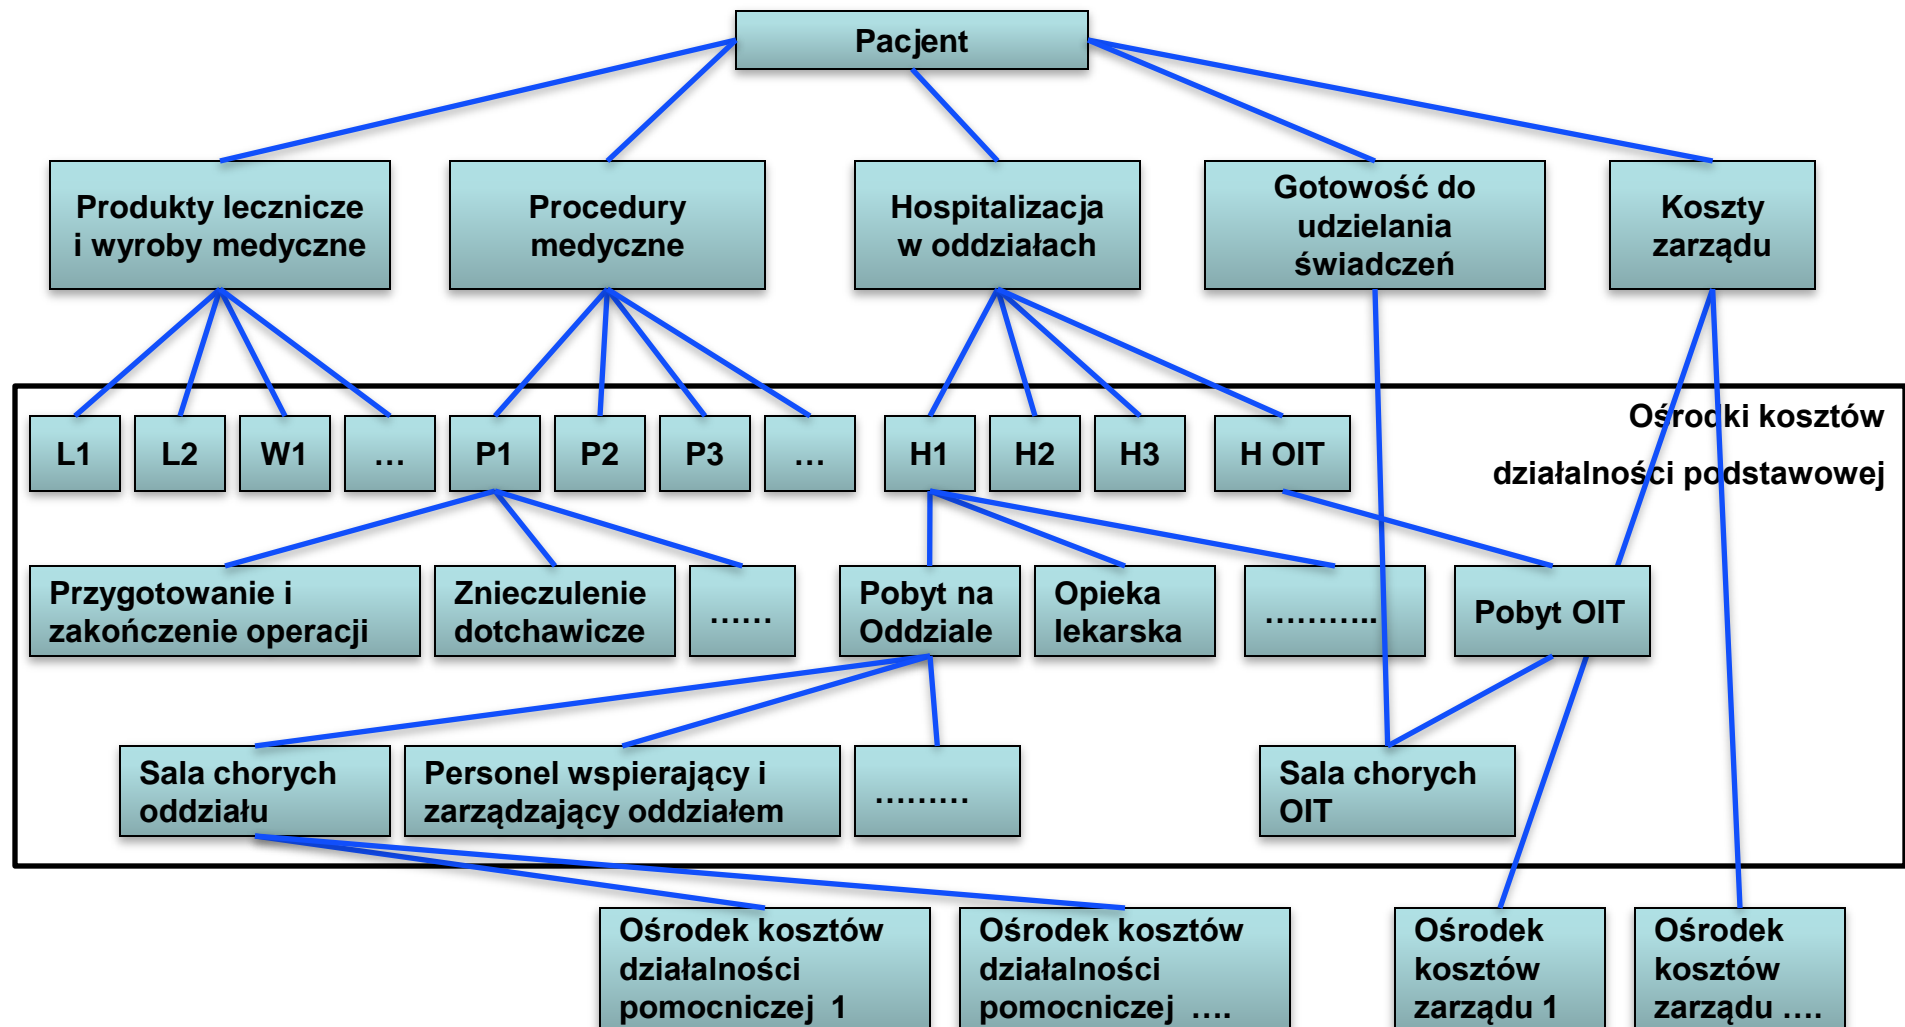 Pacjent
Produkty lecznicze
i wyroby medyczne
Procedury
medyczne
Hospitalizacja
w oddziałach
Gotowość do
udzielania
świadczeń
Koszty
zarządu
Ośrodki kosztów
działalności podstawowej
L1
L2
W1
…
P1
P2
P3
…
H1
H2
H3
H OIT
Przygotowanie i
zakończenie operacji
Znieczulenie
dotchawicze
……
Pobyt na
Oddziale
Opieka
lekarska
………..
Pobyt OIT
Sala chorych
oddziału
Personel wspierający i
zarządzający oddziałem
………
Sala chorych
OIT
Ośrodek kosztów
działalności
pomocniczej 1
Ośrodek kosztów
działalności
pomocniczej ….
Ośrodek
kosztów
zarządu 1
Ośrodek
kosztów
zarządu ….